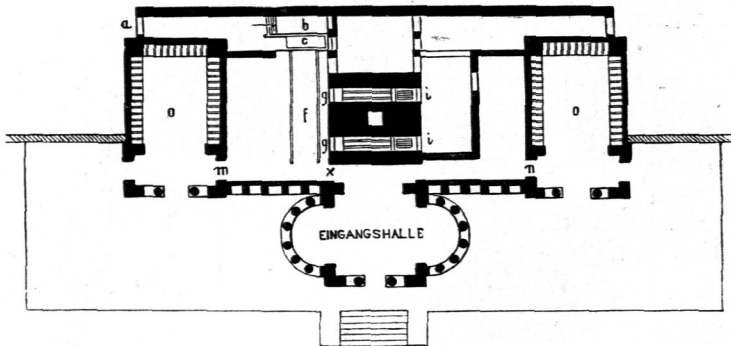 a b
c
g i
o f o
g i
m x n
EINGANGSHALLE